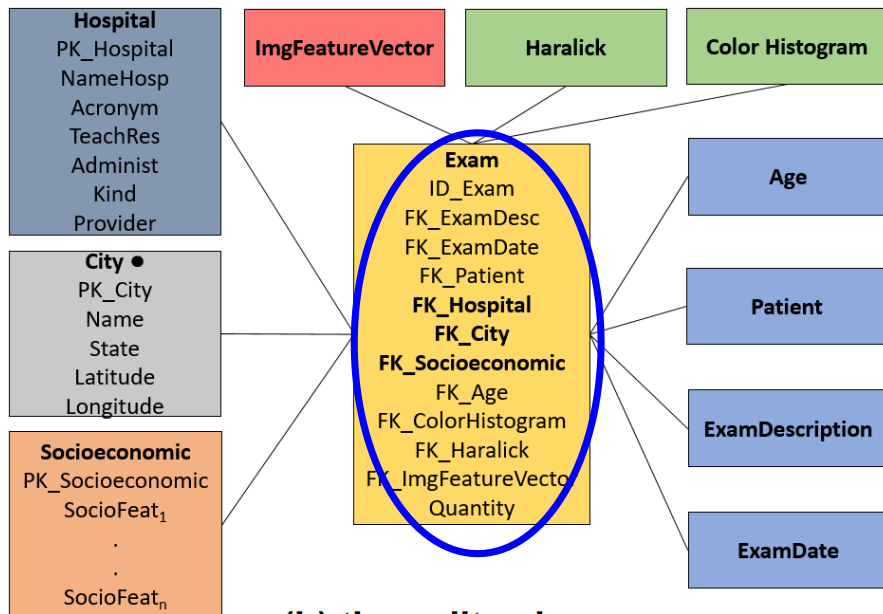 Hospital
PK_Hospital
NameHosp
Acronym
TeachRes
Administ
Kind
Provider
City ●
PK_City
Name
State
Latitude
Longitude
Socioeconomic
PK_Socioeconomic
SocioFeat1
.
.
SocioFeatn
ImgFeatureVector
Haralick
Color Histogram
Exam
ID_Exam
FK_ExamDesc
FK_ExamDate
FK_Patient
FK_Hospital
FK_City
FK_Socioeconomic
FK_Age
FK_ColorHistogram
FK_Haralick
FK_ImgFeatureVecto
Quantity
Age
Patient
ExamDescription
ExamDate